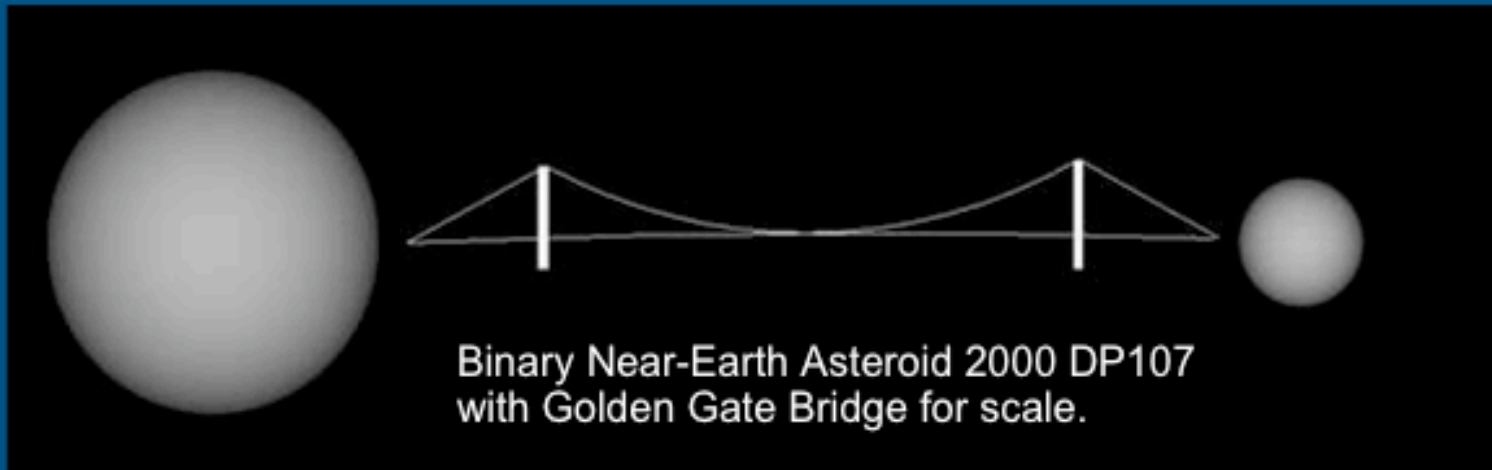 Binary Near-Earth Asteroid 2000 DP107
with Golden Gate Bridge for scale.